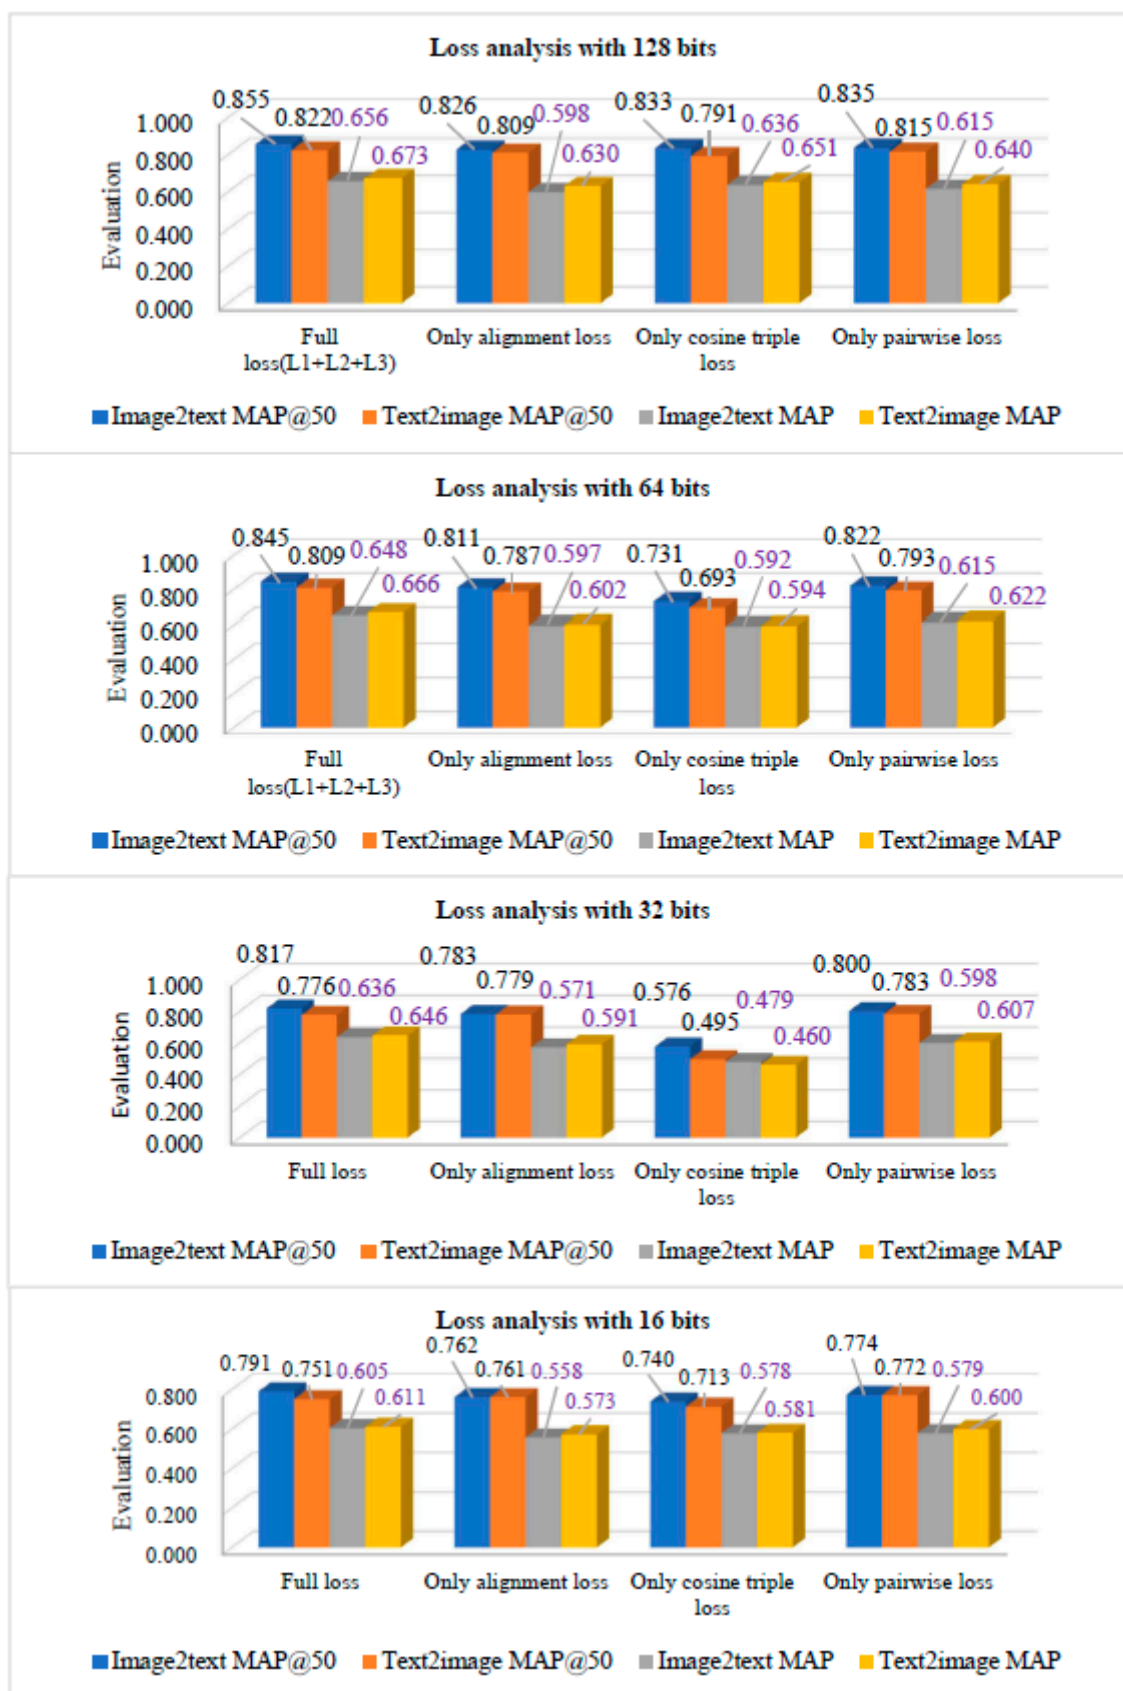 Loss analysis with 128 bits
0.855 0.822 0.656 0.673 0.826 0.809 0.598 0.630 0.833 0.791 0.636 0.651 0.835 0.815 0.615 0.640
Evaluation
1.000
0.800
0.600
0.400
0.200
0.000
Full loss(L1+L2+L3)
Only alignment loss
Only cosine triple loss
Only pairwise loss
Image2text MAP@50 Text2image MAP@50 Image2text MAP Text2image MAP
Loss analysis with 64 bits
0.845 0.809 0.648 0.666 0.811 0.787 0.597 0.602 0.731 0.693 0.592 0.594 0.822 0.793 0.615 0.622
Evaluation
1.000
0.800
0.600
0.400
0.200
0.000
Full loss(L1+L2+L3)
Only alignment loss
Only cosine triple loss
Only pairwise loss
Image2text MAP@50 Text2image MAP@50 Image2text MAP Text2image MAP
Loss analysis with 32 bits
0.817 0.776 0.636 0.646 0.783 0.779 0.571 0.591 0.576 0.495 0.479 0.460 0.800 0.783 0.598 0.607
Evaluation
1.000
0.800
0.600
0.400
0.200
0.000
Full loss
Only alignment loss
Only cosine triple loss
Only pairwise loss
Image2text MAP@50 Text2image MAP@50 Image2text MAP Text2image MAP
Loss analysis with 16 bits
0.791 0.751 0.605 0.611 0.762 0.761 0.558 0.573 0.740 0.713 0.578 0.581 0.774 0.772 0.579 0.600
Evaluation
0.800
0.600
0.400
0.200
0.000
Full loss
Only alignment loss
Only cosine triple loss
Only pairwise loss
Image2text MAP@50 Text2image MAP@50 Image2text MAP Text2image MAP